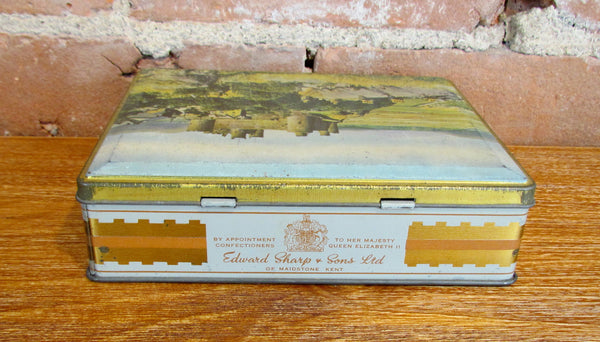 BY APPOINTMENT TO HER MAJESTY
CONFECTIONERS QUEEN ELIZABETH II
Edward Sharp & Sons Ltd
OF MAIDSTONE, KENT